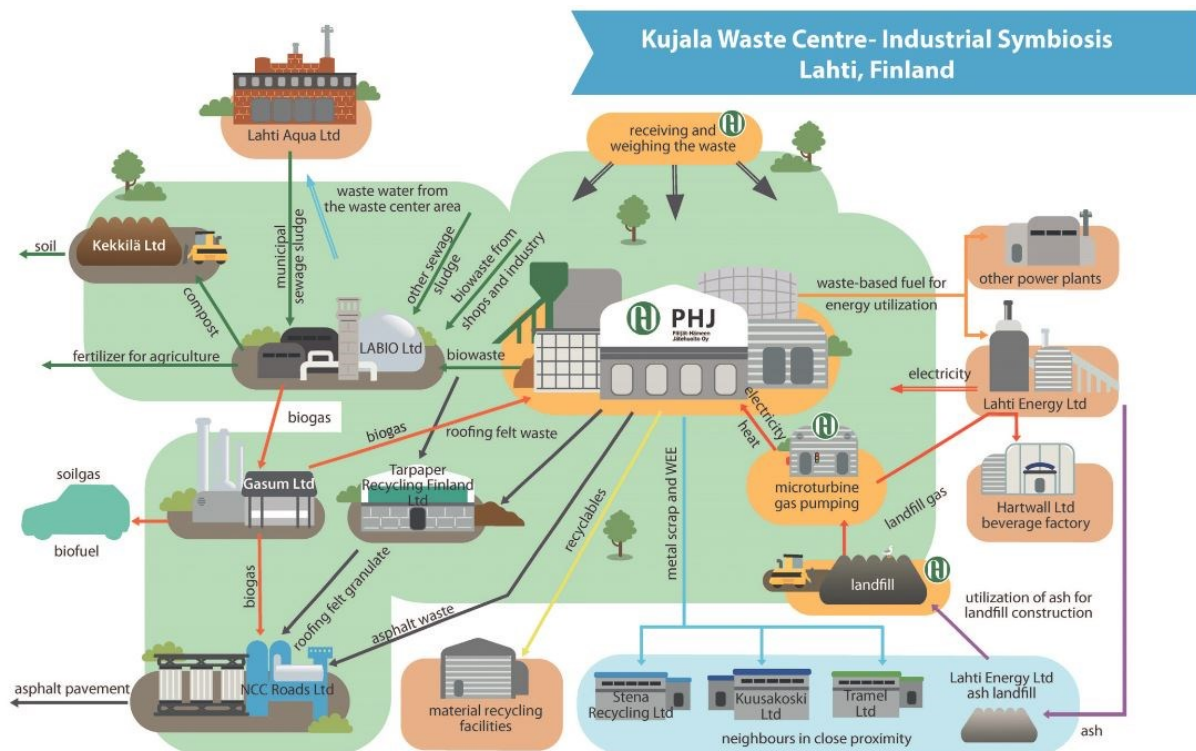 Kujala Waste Centre- Industrial Symbiosis
Lahti, Finland
Lahti Aqua Ltd
receiving and
weighing the waste
waste water from
the waste center area
soil
Kekkilä Ltd
municipal
sewage sludge
other sewage
sludge
biowaste from
shops and industry
compost
PHJ
Päijät-Hämeen
Jätehuolto Oy
waste-based fuel for
energy utilization
other power plants
fertilizer for agriculture
LABIO Ltd
biowaste
electricity
Lahti Energy Ltd
biogas
biogas
roofing felt waste
electricity
heat
soilgas
Gasum Ltd
Tarpaper
Recycling Finland
Ltd
microturbine
gas pumping
landfill gas
Hartwall Ltd
beverage factory
biofuel
recyclables
metal scrap and WEE
landfill
biogas
roofing felt granulate
asphalt waste
utilization of ash for
landfill construction
asphalt pavement
NCC Roads Ltd
material recycling
facilities
Stena
Recycling Ltd
Kuusakoski
Ltd
Tramel
Ltd
Lahti Energy Ltd
ash landfill
neighbours in close proximity
ash